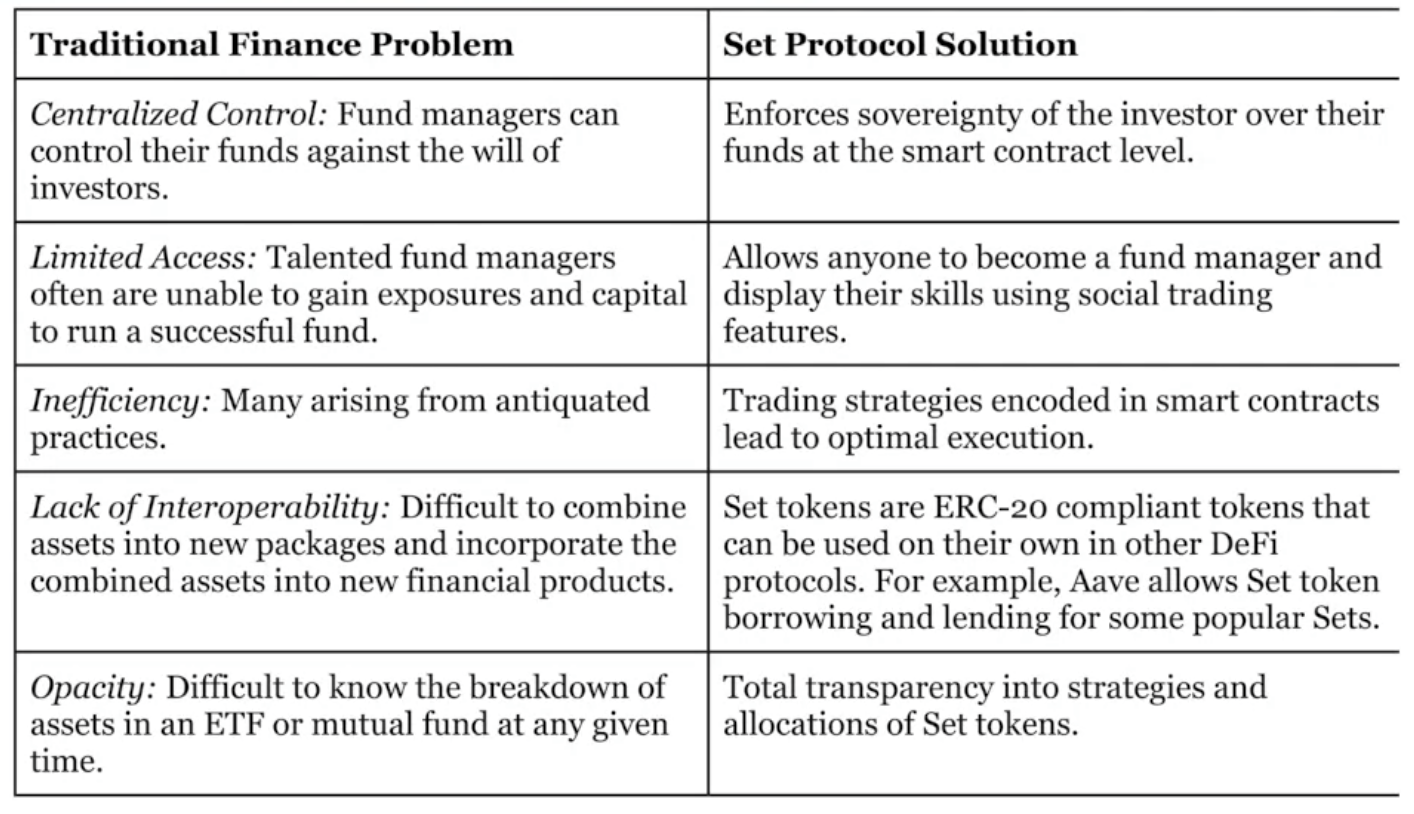 Traditional Finance Problem
Set Protocol Solution
Centralized Control: Fund managers can
control their funds against the will of
investors.
Enforces sovereignty of the investor over their
funds at the smart contract level.
Limited Access: Talented fund managers
often are unable to gain exposures and capital
to run a successful fund.
Allows anyone to become a fund manager and
display their skills using social trading
features.
Inefficiency: Many arising from antiquated
practices.
Trading strategies encoded in smart contracts
lead to optimal execution.
Lack of Interoperability: Difficult to combine
assets into new packages and incorporate the
combined assets into new financial products.
Set tokens are ERC-20 compliant tokens that
can be used on their own in other DeFi
protocols. For example, Aave allows Set token
borrowing and lending for some popular Sets.
Opacity: Difficult to know the breakdown of
assets in an ETF or mutual fund at any given
time.
Total transparency into strategies and
allocations of Set tokens.